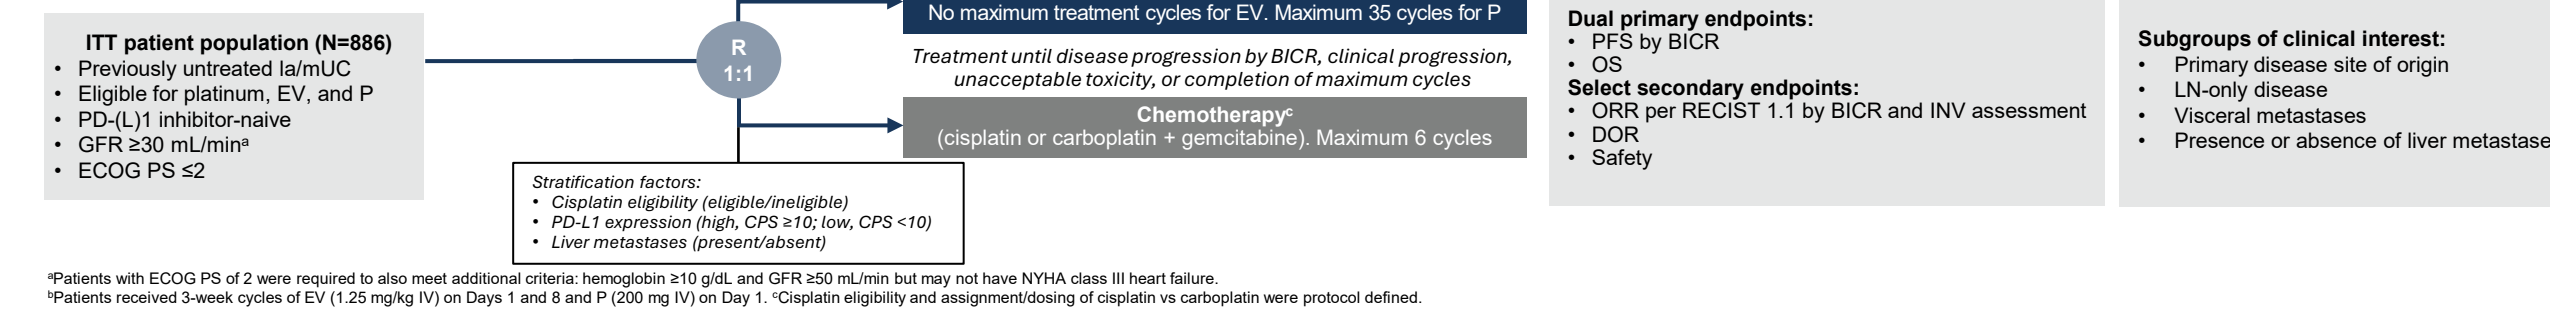 ITT patient population (N=886)
• Previously untreated la/mUC
• Eligible for platinum, EV, and P
• PD-(L)1 inhibitor-naive
• GFR ≥30 mL/minᵃ
• ECOG PS ≤2
R
1:1
No maximum treatment cycles for EV. Maximum 35 cycles for P
Treatment until disease progression by BICR, clinical progression,
unacceptable toxicity, or completion of maximum cycles
Chemotherapyᶜ
(cisplatin or carboplatin + gemcitabine). Maximum 6 cycles
Stratification factors:
• Cisplatin eligibility (eligible/ineligible)
• PD-L1 expression (high, CPS ≥10; low, CPS <10)
• Liver metastases (present/absent)
Dual primary endpoints:
• PFS by BICR
• OS
Select secondary endpoints:
• ORR per RECIST 1.1 by BICR and INV assessment
• DOR
• Safety
Subgroups of clinical interest:
• Primary disease site of origin
• LN-only disease
• Visceral metastases
• Presence or absence of liver metastase
ᵃPatients with ECOG PS of 2 were required to also meet additional criteria: hemoglobin ≥10 g/dL and GFR ≥50 mL/min but may not have NYHA class III heart failure.
ᵇPatients received 3-week cycles of EV (1.25 mg/kg IV) on Days 1 and 8 and P (200 mg IV) on Day 1. ᶜCisplatin eligibility and assignment/dosing of cisplatin vs carboplatin were protocol defined.